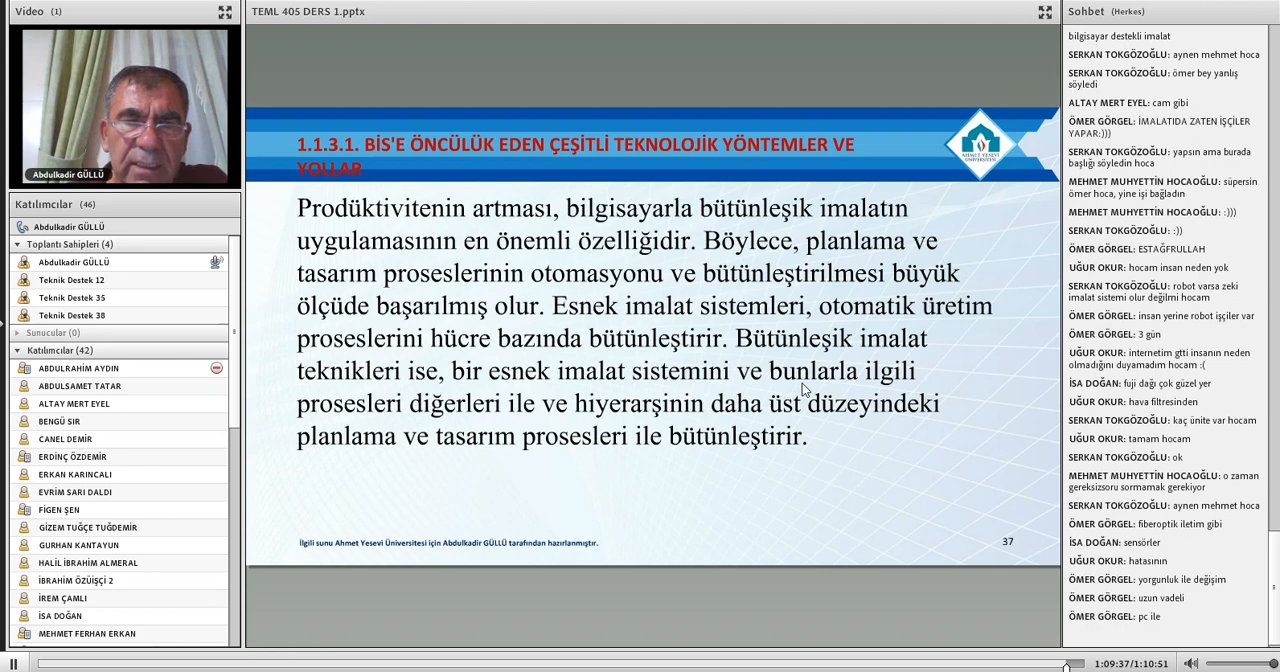 Video (1)
Abdulkadir GÜLLÜ
Katılımcılar (46)
Abdulkadir GÜLLÜ
Toplantı Sahipleri (4)
Abdulkadir GÜLLÜ
Teknik Destek 12
Teknik Destek 35
Teknik Destek 38
Sunucular (0)
Katılımcılar (42)
ABDULRAHİM AYDIN
ABDULSAMET TATAR
ALTAY MERT EYEL
BENGÜ SIR
CANEL DEMİR
ERDİNÇ ÖZDEMİR
ERKAN KARINCALI
EVRİM SARI DALDI
FİGEN ŞEN
GİZEM TUĞÇE TUĞDEMİR
GURHAN KANTAYUN
HALİL İBRAHİM ALMERAL
İBRAHİM ÖZÜİŞÇİ 2
İREM ÇAMLI
İSA DOĞAN
MEHMET FERHAN ERKAN
TEML 405 DERS 1.pptx
1.1.3.1. BİS'E ÖNCÜLÜK EDEN ÇEŞİTLİ TEKNOLOJİK YÖNTEMLER VE
YOLLAR
AHMET YESEVİ
ÜNİVERSİTESİ
Prodüktivitenin artması, bilgisayarla bütünleşik imalatın
uygulamasının en önemli özelliğidir. Böylece, planlama ve
tasarım proseslerinin otomasyonu ve bütünleştirilmesi büyük
ölçüde başarılmış olur. Esnek imalat sistemleri, otomatik üretim
proseslerini hücre bazında bütünleştirir. Bütünleşik imalat
teknikleri ise, bir esnek imalat sistemini ve bunlarla ilgili
prosesleri diğerleri ile ve hiyerarşinin daha üst düzeyindeki
planlama ve tasarım prosesleri ile bütünleştirir.
İlgili sunu Ahmet Yesevi Üniversitesi için Abdulkadir GÜLLÜ tarafından hazırlanmıştır.
37
Sohbet (Herkes)
bilgisayar destekli imalat
SERKAN TOKGÖZOĞLU: aynen mehmet hoca
SERKAN TOKGÖZOĞLU: ömer bey yanlış
söyledi
ALTAY MERT EYEL: cam gibi
ÖMER GÖRGEL: İMALATIDA ZATEN İŞÇİLER
YAPAR:)))
SERKAN TOKGÖZOĞLU: yapsın ama burada
başlığı söyledin hoca
MEHMET MUHYETTİN HOCAOĞLU: süpersin
ömer hoca, yine işi bağladın
MEHMET MUHYETTİN HOCAOĞLU: :)))
SERKAN TOKGÖZOĞLU: :))
ÖMER GÖRGEL: ESTAĞFRULLAH
UĞUR OKUR: hocam insan neden yok
SERKAN TOKGÖZOĞLU: robot varsa zeki
imalat sistemi olur değilmi hocam
ÖMER GÖRGEL: insan yerine robot işçiler var
ÖMER GÖRGEL: 3 gün
UĞUR OKUR: internetim gtti insanın neden
olmadığını duyamadım hocam :(
İSA DOĞAN: fuji dağı çok güzel yer
UĞUR OKUR: hava filtresinden
SERKAN TOKGÖZOĞLU: kaç ünite var hocam
UĞUR OKUR: tamam hocam
SERKAN TOKGÖZOĞLU: ok
MEHMET MUHYETTİN HOCAOĞLU: o zaman
gereksizsoru sormamak gerekiyor
SERKAN TOKGÖZOĞLU: aynen mehmet hoca
ÖMER GÖRGEL: fiberoptik iletim gibi
İSA DOĞAN: sensörler
UĞUR OKUR: hatasının
ÖMER GÖRGEL: yorgunluk ile değişim
ÖMER GÖRGEL: uzun vadeli
ÖMER GÖRGEL: pc ile
1:09:37/1:10:51